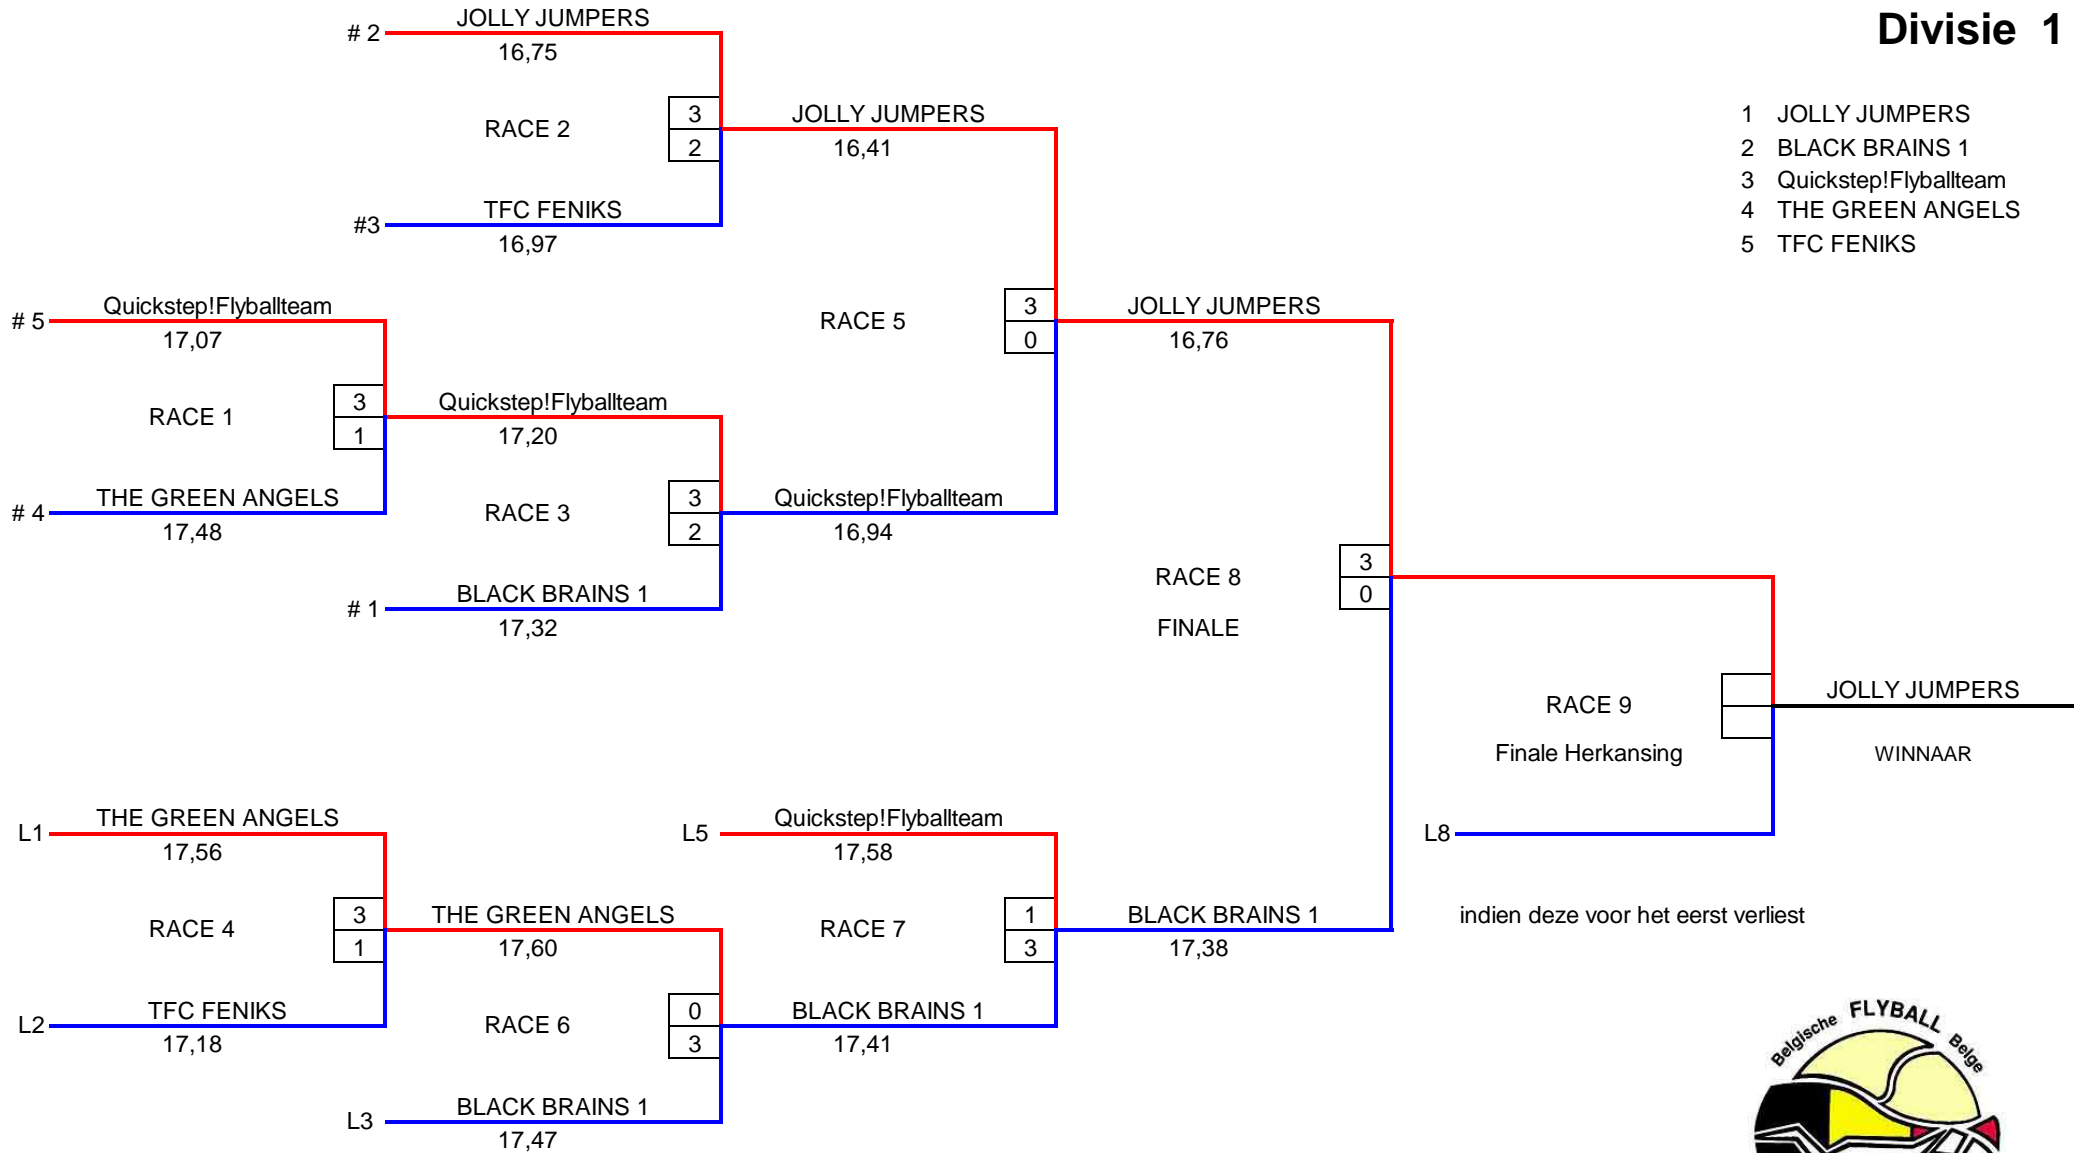 Divisie 1
1 JOLLY JUMPERS
2 BLACK BRAINS 1
3 Quickstep!Flyballteam
4 THE GREEN ANGELS
5 TFC FENIKS
# 2 JOLLY JUMPERS
16,75
RACE 2
3
2
#3 TFC FENIKS
16,97
JOLLY JUMPERS
16,41
# 5 Quickstep!Flyballteam
17,07
RACE 1
3
1
# 4 THE GREEN ANGELS
17,48
Quickstep!Flyballteam
17,20
RACE 3
3
2
# 1 BLACK BRAINS 1
17,32
RACE 5
3
0
Quickstep!Flyballteam
16,94
JOLLY JUMPERS
16,76
RACE 8
FINALE
3
0
RACE 9
Finale Herkansing
JOLLY JUMPERS
WINNAAR
L8
indien deze voor het eerst verliest
L1 THE GREEN ANGELS
17,56
RACE 4
3
1
L2 TFC FENIKS
17,18
THE GREEN ANGELS
17,60
RACE 6
0
3
L3 BLACK BRAINS 1
17,47
L5 Quickstep!Flyballteam
17,58
RACE 7
1
3
BLACK BRAINS 1
17,41
BLACK BRAINS 1
17,38
Belgische FLYBALL Belge